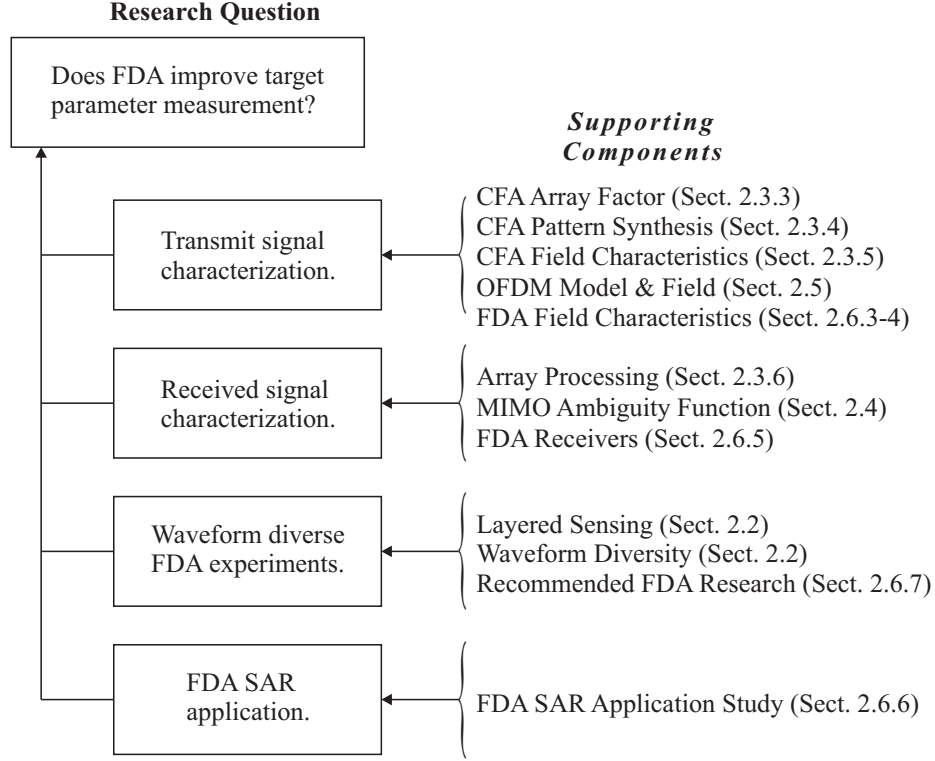 Research Question
Does FDA improve target
parameter measurement?
Supporting
Components
Transmit signal
characterization.
CFA Array Factor (Sect. 2.3.3)
CFA Pattern Synthesis (Sect. 2.3.4)
CFA Field Characteristics (Sect. 2.3.5)
OFDM Model & Field (Sect. 2.5)
FDA Field Characteristics (Sect. 2.6.3-4)
Received signal
characterization.
Array Processing (Sect. 2.3.6)
MIMO Ambiguity Function (Sect. 2.4)
FDA Receivers (Sect. 2.6.5)
Waveform diverse
FDA experiments.
Layered Sensing (Sect. 2.2)
Waveform Diversity (Sect. 2.2)
Recommended FDA Research (Sect. 2.6.7)
FDA SAR
application.
FDA SAR Application Study (Sect. 2.6.6)